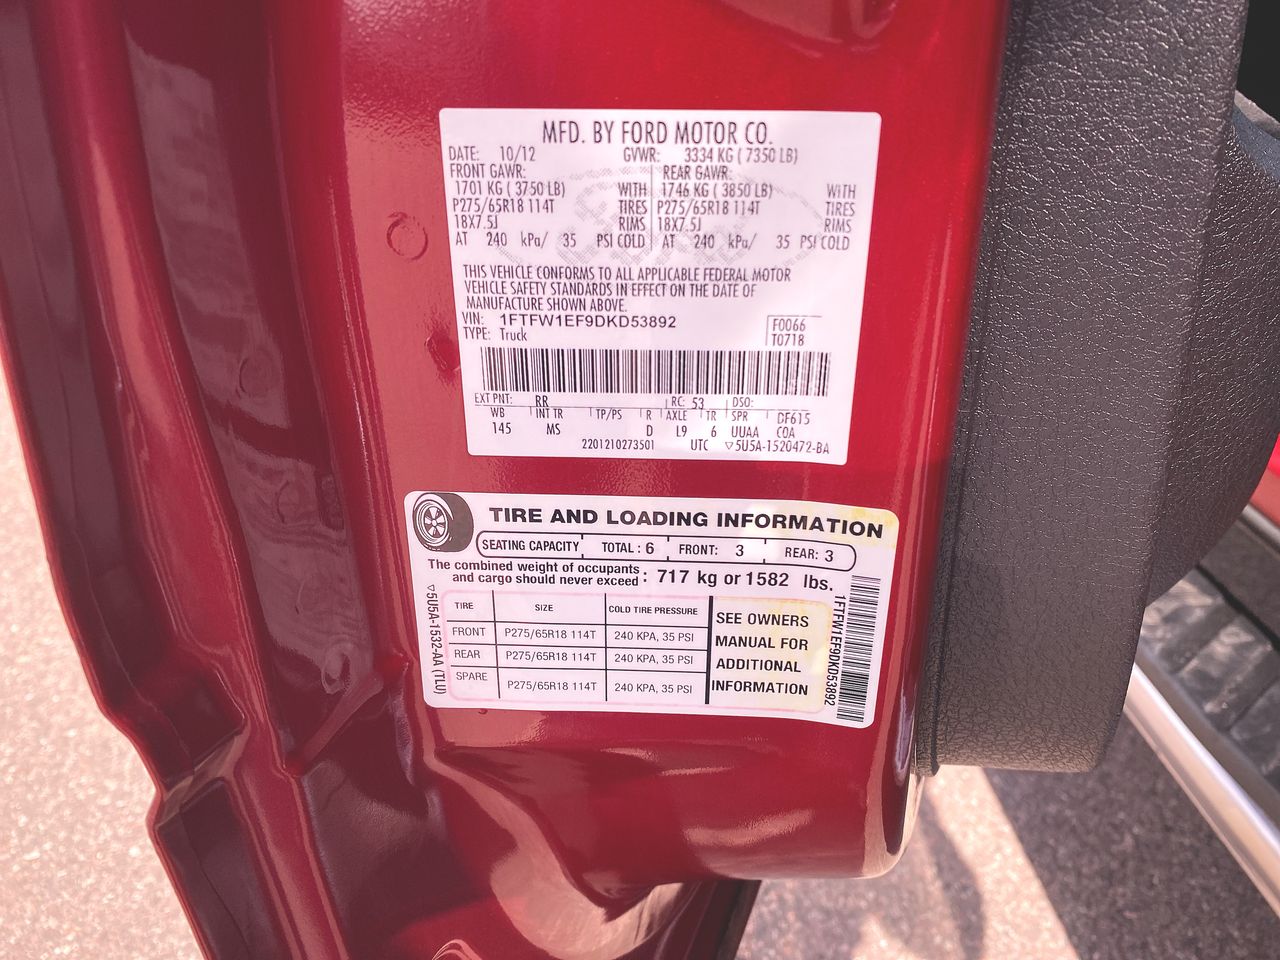 MFD. BY FORD MOTOR CO.
DATE: 10/12 GVWR: 3334 KG ( 7350 LB)
FRONT GAWR: REAR GAWR:
1701 KG ( 3750 LB) WITH 1746 KG ( 3850 LB) WITH
P275/65R18 114T TIRES P275/65R18 114T TIRES
18X7.5J RIMS 18X7.5J RIMS
AT 240 kPa/ 35 PSI COLD AT 240 kPa/ 35 PSI COLD
THIS VEHICLE CONFORMS TO ALL APPLICABLE FEDERAL MOTOR
VEHICLE SAFETY STANDARDS IN EFFECT ON THE DATE OF
MANUFACTURE SHOWN ABOVE.
VIN: 1FTFW1EF9DKD53892 F0066
TYPE: Truck T0718
EXT PNT: RR RC: 53 DSO:
WB INT TR TP/PS R AXLE TR SPR DF615
145 MS D L9 6 UUAA COA
2201210273501 UTC ▽5U5A-1520472-BA
TIRE AND LOADING INFORMATION
SEATING CAPACITY TOTAL : 6 FRONT: 3 REAR: 3
The combined weight of occupants
and cargo should never exceed : 717 kg or 1582 lbs.
TIRE SIZE COLD TIRE PRESSURE
FRONT P275/65R18 114T 240 KPA, 35 PSI
REAR P275/65R18 114T 240 KPA, 35 PSI
SPARE P275/65R18 114T 240 KPA, 35 PSI
SEE OWNERS
MANUAL FOR
ADDITIONAL
INFORMATION
▽5U5A-1532-AA (TLU)
1FTFW1EF9DKD53892